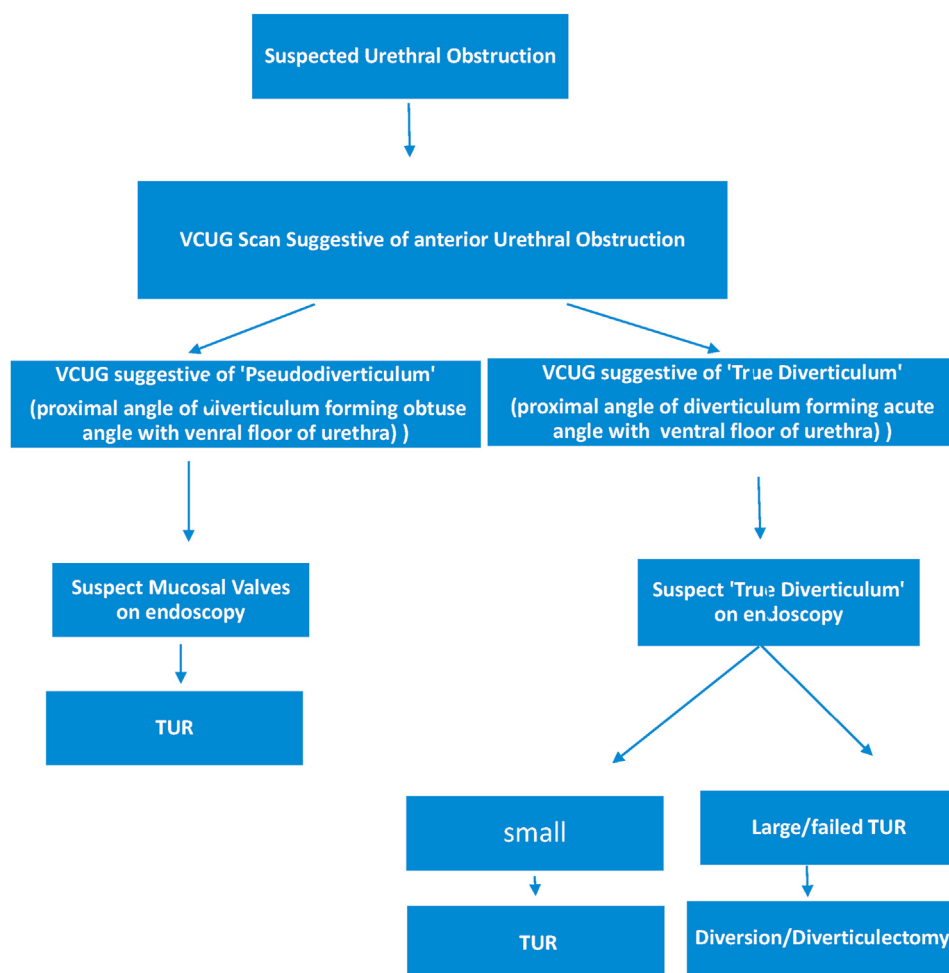 Suspected Urethral Obstruction
VCUG Scan Suggestive of anterior Urethral Obstruction
VCUG suggestive of 'Pseudodiverticulum'
(proximal angle of diverticulum forming obtuse
angle with venral floor of urethra) )
VCUG suggestive of 'True Diverticulum'
(proximal angle of diverticulum forming acute
angle with ventral floor of urethra) )
Suspect Mucosal Valves
on endoscopy
Suspect 'True Diverticulum'
on endoscopy
TUR
small
Large/failed TUR
TUR
Diversion/Diverticulectomy